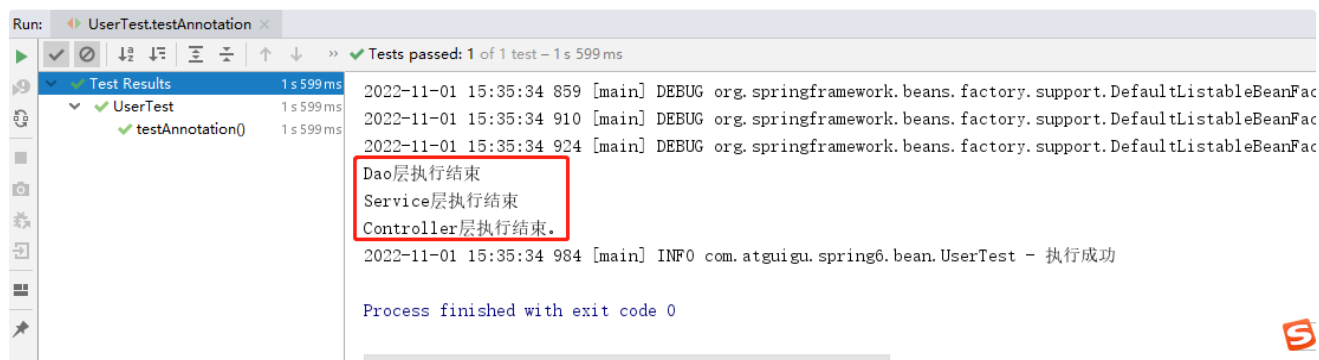 Run: UserTest.testAnnotation ×
» Tests passed: 1 of 1 test – 1 s 599 ms
Test Results 1 s 599 ms
UserTest 1 s 599 ms
testAnnotation() 1 s 599 ms
2022-11-01 15:35:34 859 [main] DEBUG org.springframework.beans.factory.support.DefaultListableBeanFac
2022-11-01 15:35:34 910 [main] DEBUG org.springframework.beans.factory.support.DefaultListableBeanFac
2022-11-01 15:35:34 924 [main] DEBUG org.springframework.beans.factory.support.DefaultListableBeanFac
Dao层执行结束
Service层执行结束
Controller层执行结束。
2022-11-01 15:35:34 984 [main] INFO com.atguigu.spring6.bean.UserTest - 执行成功
Process finished with exit code 0